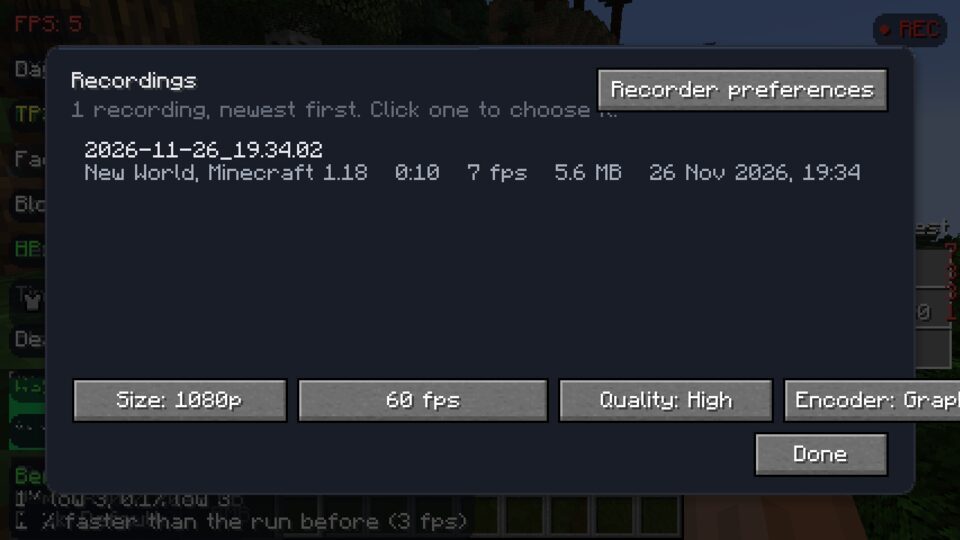 FPS: 5
REC
Recordings
Recorder preferences
1 recording, newest first. Click one to choose it.
2026-11-26_19.34.02
New World, Minecraft 1.18 0:10 7 fps 5.6 MB 26 Nov 2026, 19:34
Size: 1080p
60 fps
Quality: High
Encoder: Grap
Done
faster than the run before (3 fps)